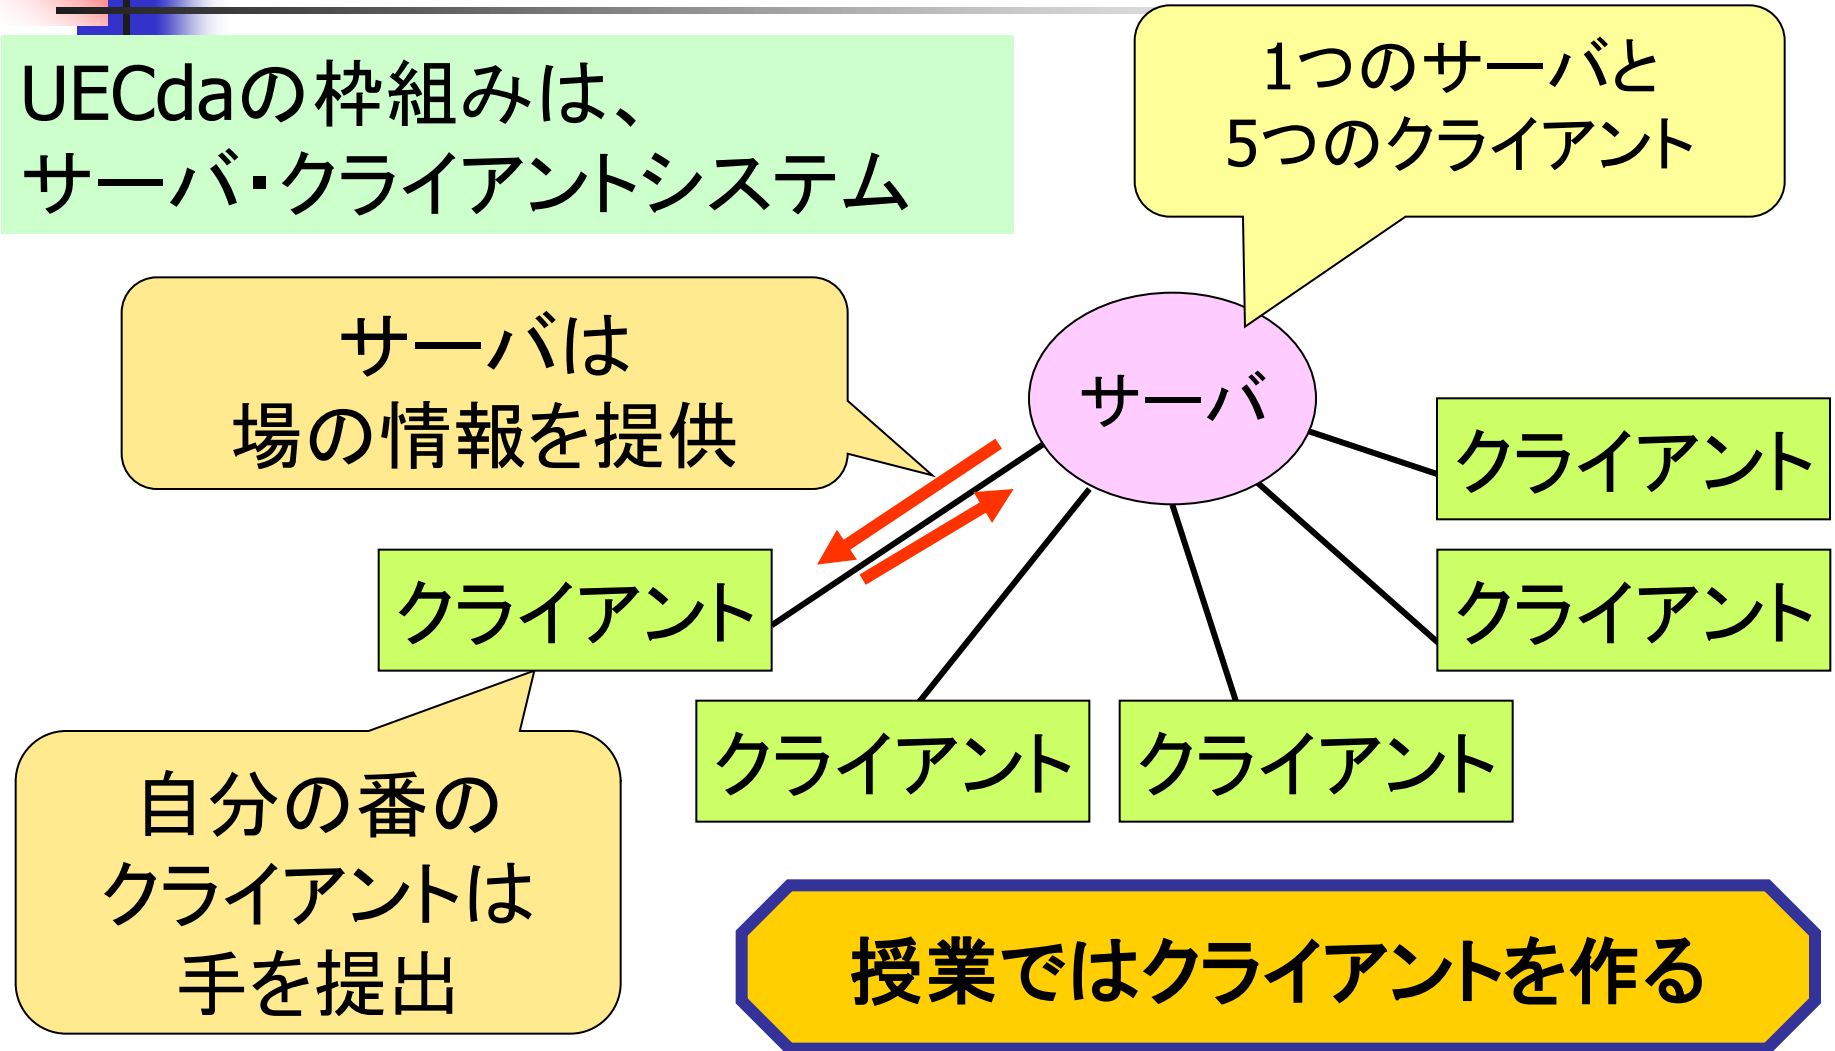 UECdaの枠組みは、
サーバ・クライアントシステム
1つのサーバと
5つのクライアント
サーバは
場の情報を提供
サーバ
クライアント
クライアント
クライアント
クライアント
クライアント
自分の番の
クライアントは
手を提出
授業ではクライアントを作る